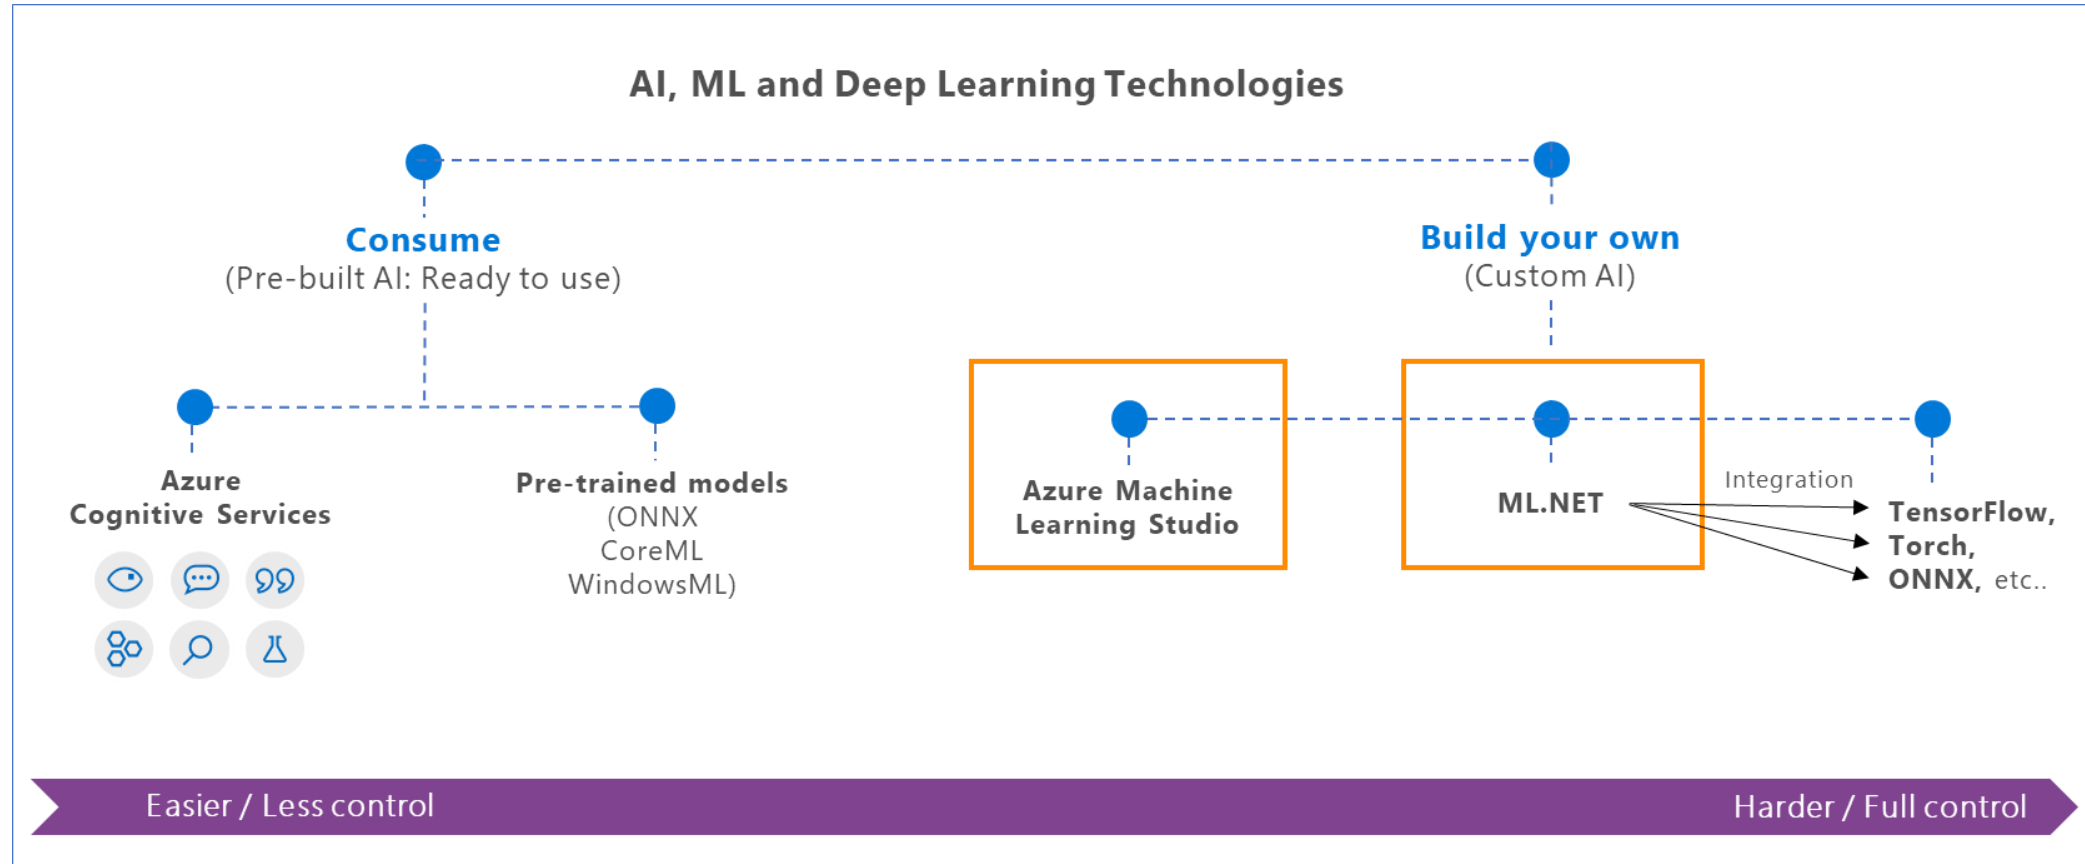 AI, ML and Deep Learning Technologies
Consume
(Pre-built AI: Ready to use)
Build your own
(Custom AI)
Azure
Cognitive Services
Pre-trained models
(ONNX
CoreML
WindowsML)
Azure Machine
Learning Studio
ML.NET
Integration
TensorFlow,
Torch,
ONNX, etc..
Easier / Less control
Harder / Full control